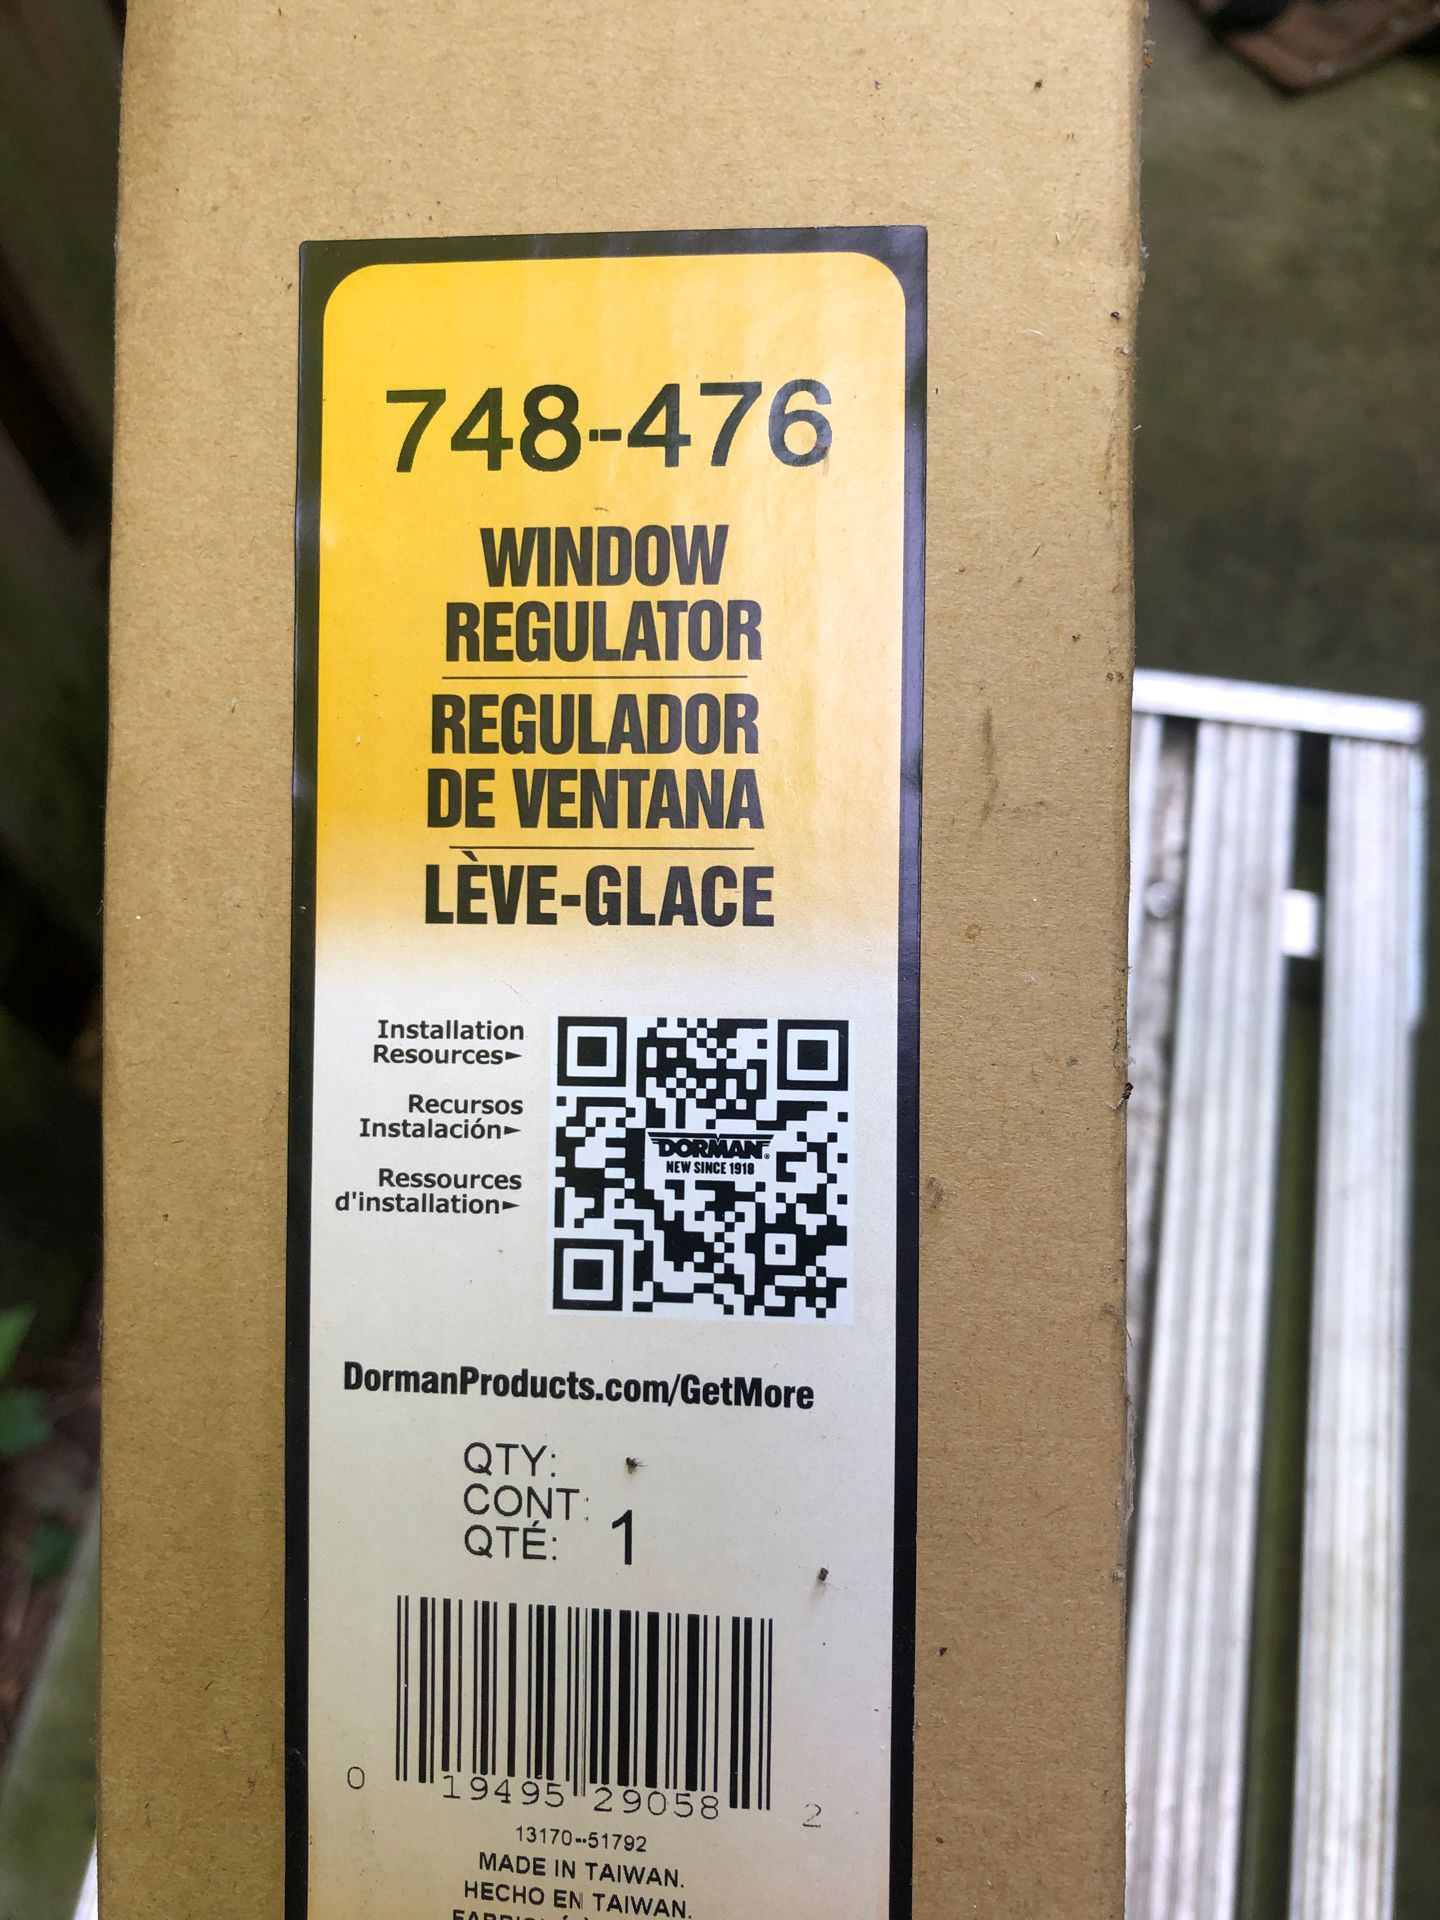 748-476
WINDOW
REGULATOR
REGULADOR
DE VENTANA
LÈVE-GLACE
Installation
Resources
Recursos
Instalación
Ressources
d'installation
DORMAN®
NEW SINCE 1918
DormanProducts.com/GetMore
QTY:
CONT:
QTÉ: 1
0 19495 29058 2
13170--51792
MADE IN TAIWAN.
HECHO EN TAIWAN.